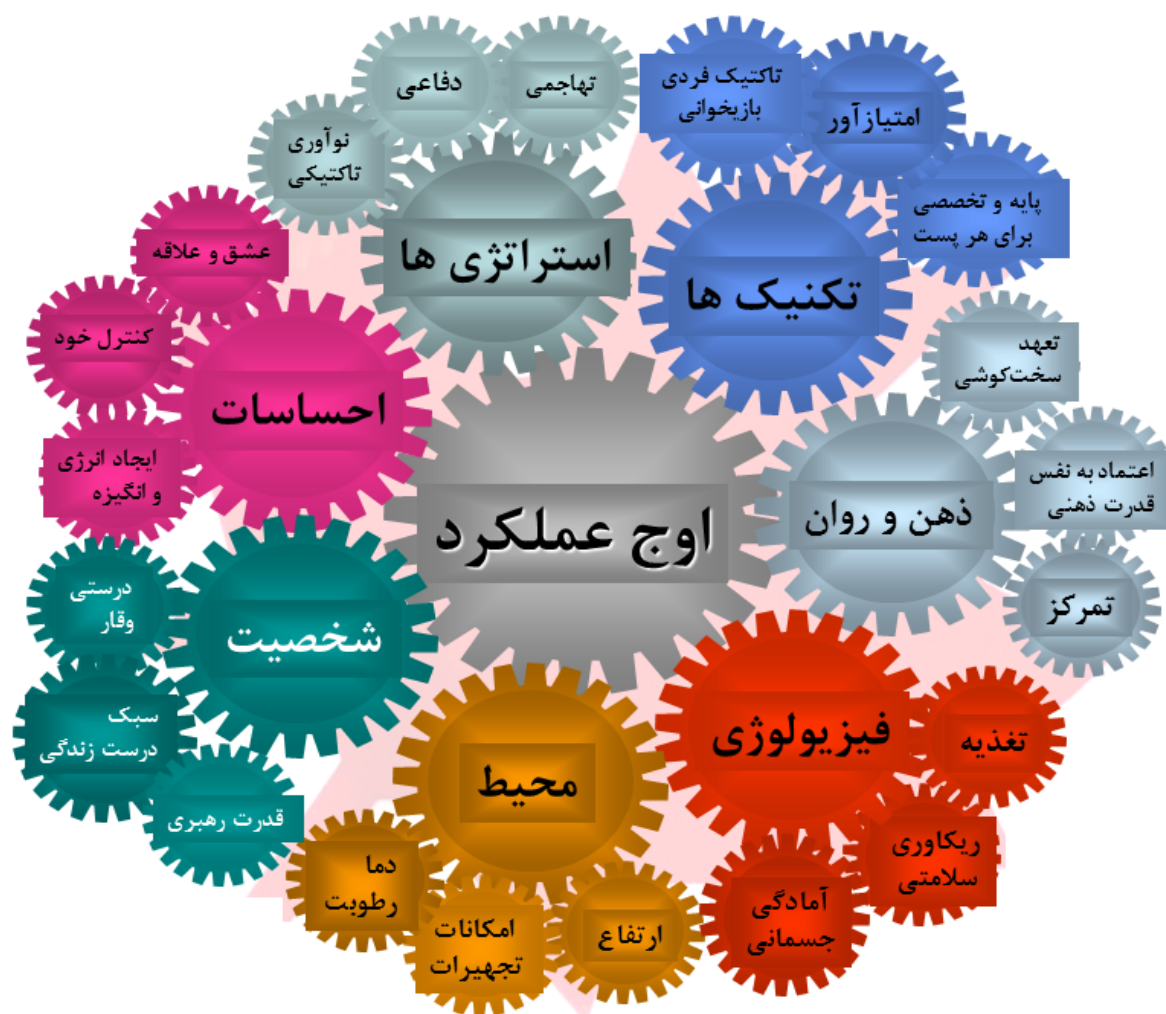 تهاجمی
دفاعی
نوآوری
تاکتیکی
استراتژی ها
تاکتیک فردی
بازیخوانی
امتیازآور
پایه و تخصصی
برای هر پست
تکنیک ها
تعهد
سخت‌کوشی
اعتماد به نفس
قدرت ذهنی
تمرکز
ذهن و روان
عشق و علاقه
کنترل خود
ایجاد انرژی
و انگیزه
احساسات
اوج عملکرد
درستی
وقار
سبک
درست زندگی
قدرت رهبری
شخصیت
محیط
دما
رطوبت
امکانات
تجهیرات
ارتفاع
فیزیولوژی
تغذیه
ریکاوری
سلامتی
آمادگی
جسمانی